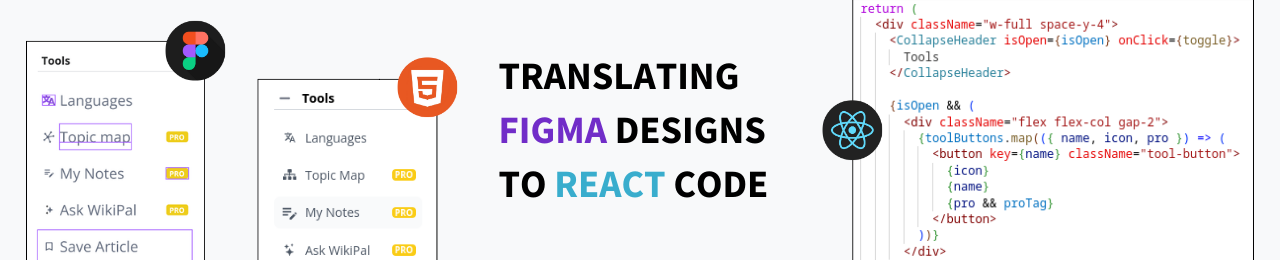 Tools
Languages
Topic map PRO
My Notes PRO
Ask WikiPal PRO
Save Article
Tools
Languages
Topic Map PRO
My Notes PRO
Ask WikiPal PRO
TRANSLATING
FIGMA DESIGNS
TO REACT CODE
return (
<div className="w-full space-y-4">
<CollapseHeader isOpen={isOpen} onClick={toggle}>
Tools
</CollapseHeader>
{isOpen && (
<div className="flex flex-col gap-2">
{toolButtons.map(({ name, icon, pro }) => (
<button key={name} className="tool-button">
{icon}
{name}
{pro && proTag}
</button>
))}
</div>